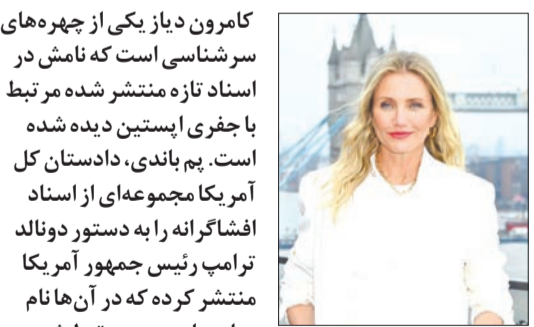 کامرون دیاز یکی از چهره‌های
سرشناسی است که نامش در
اسناد تازه منتشر شده مرتبط
با جفری اپستین دیده شده
است. پم باندی، دادستان کل
آمریکا مجموعه‌ای از اسناد
افشاگرانه را به دستور دونالد
ترامپ رئیس جمهور آمریکا
منتشر کرده که در آن‌ها نام